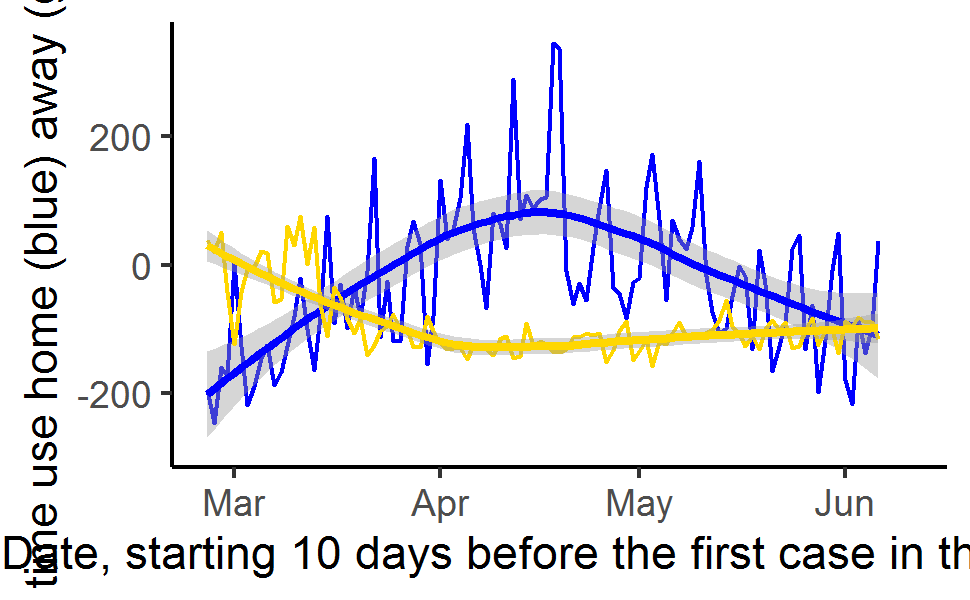 time use home (blue) away (
200
0
-200
Mar Apr May Jun
Date, starting 10 days before the first case in th